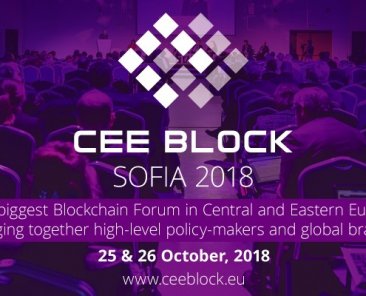 CEE BLOCK
SOFIA 2018
biggest Blockchain Forum in Central and Eastern Eu
ging together high-level policy-makers and global bra
25 & 26 October, 2018
www.ceeblock.eu